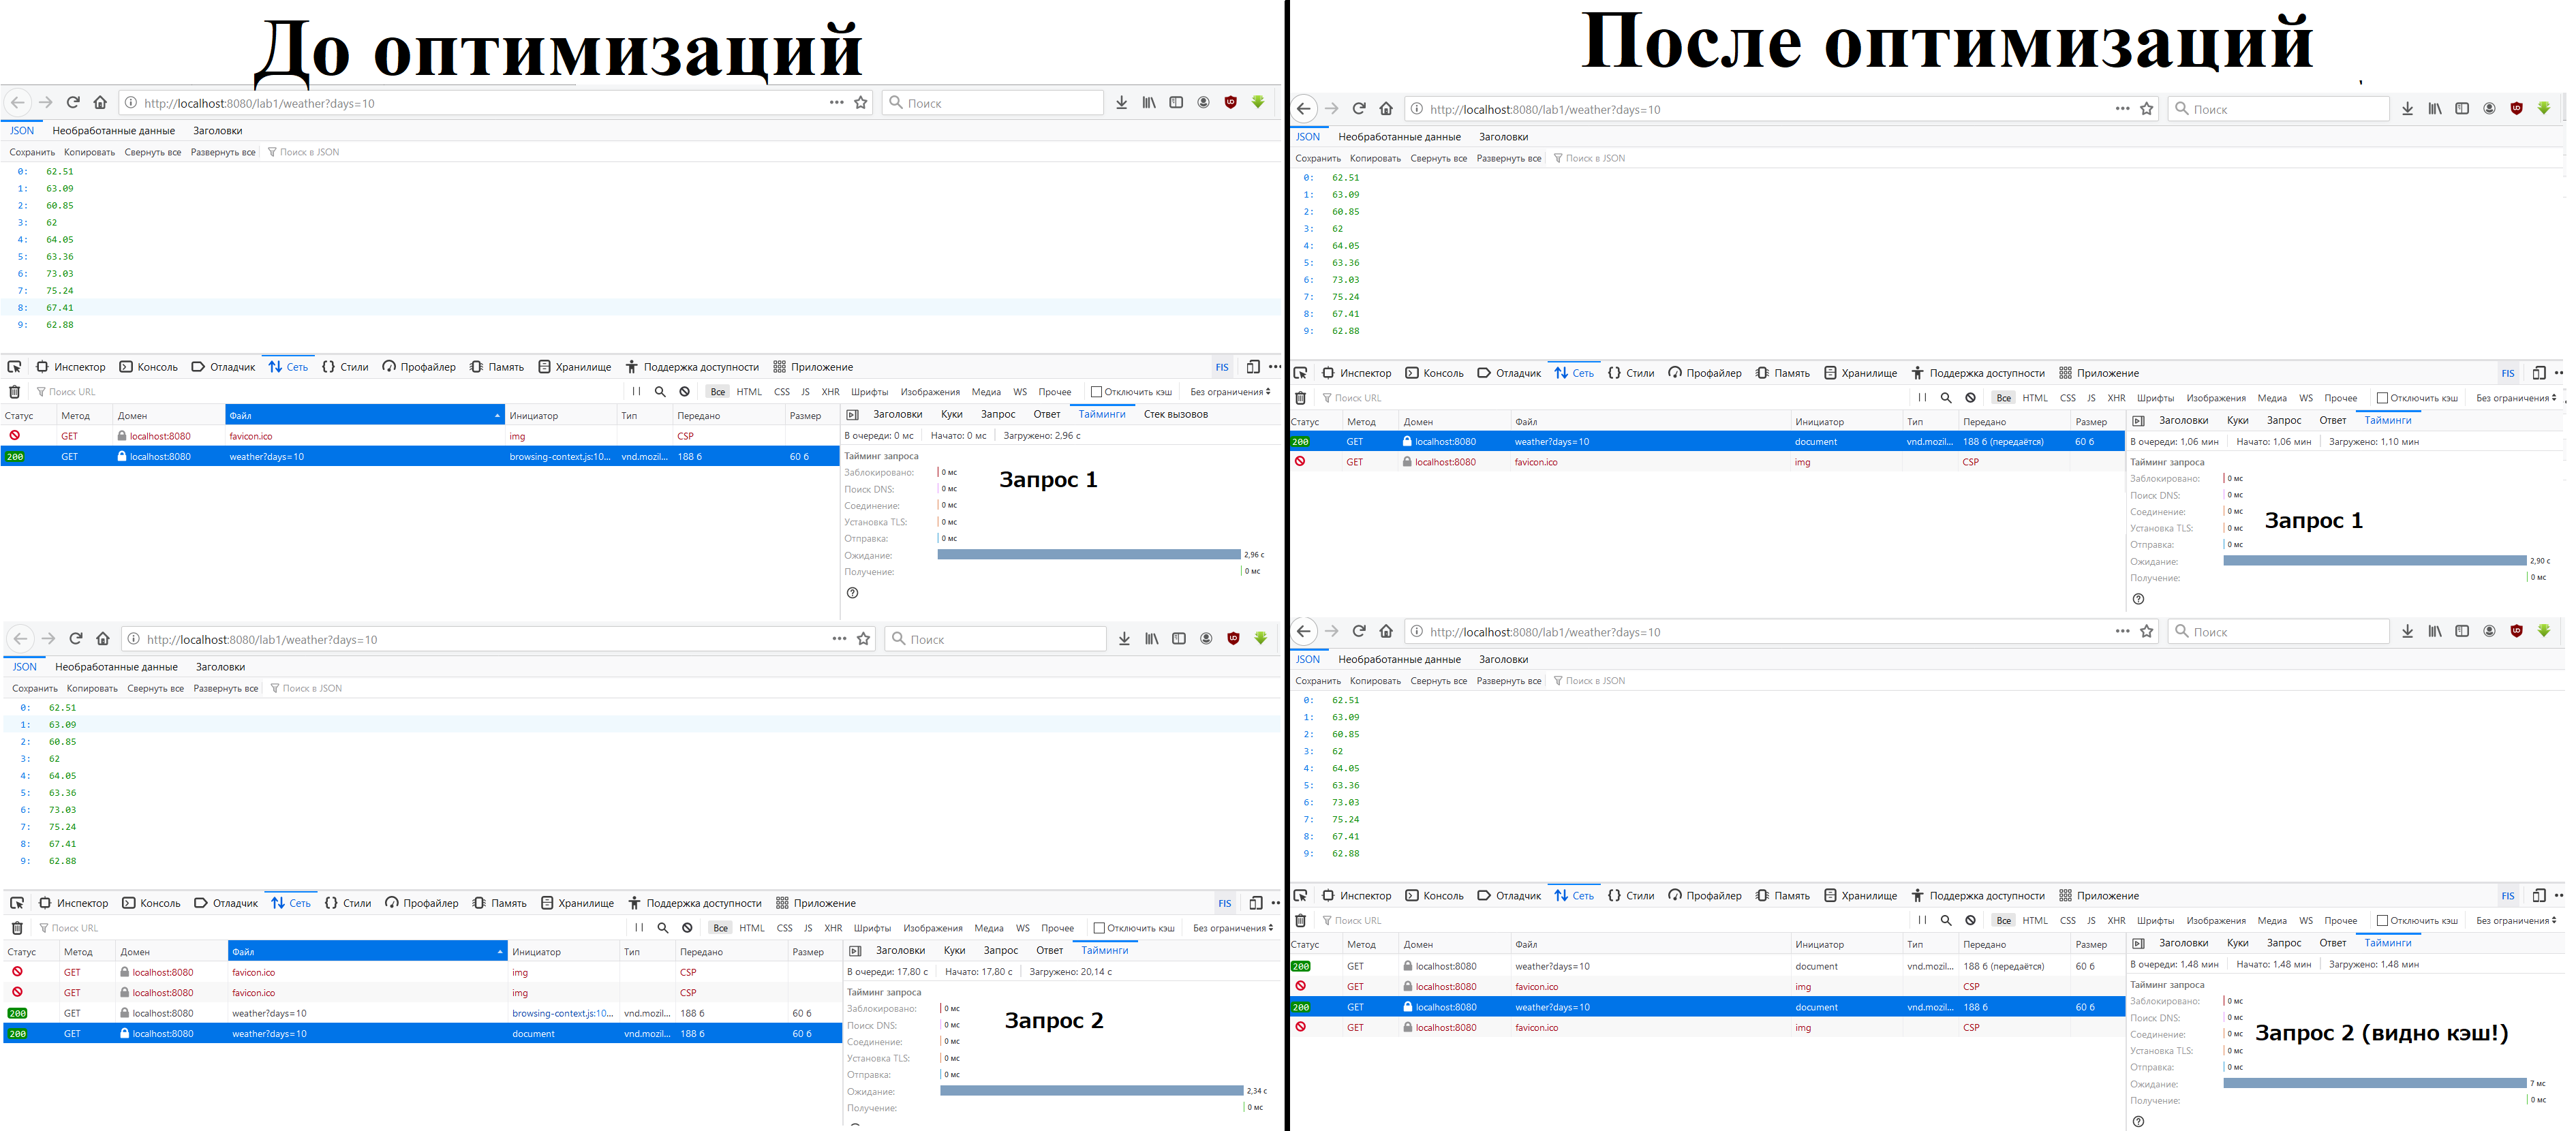 До оптимизаций
http://localhost:8080/lab1/weather?days=10
Поиск
JSON Необработанные данные Заголовки
Сохранить Копировать Свернуть все Развернуть все Поиск в JSON
0: 62.51
1: 63.09
2: 60.85
3: 62
4: 64.05
5: 63.36
6: 73.03
7: 75.24
8: 67.41
9: 62.88
Инспектор Консоль Отладчик Сеть Стили Профайлер Память Хранилище Поддержка доступности Приложение FIS
Поиск URL Все HTML CSS JS XHR Шрифты Изображения Медиа WS Прочее Отключить кэш Без ограничения
Статус Метод Домен Файл Инициатор Тип Передано Размер
GET localhost:8080 favicon.ico img CSP
200 GET localhost:8080 weather?days=10 browsing-context.js:10... vnd.mozil... 188 б 60 б
Заголовки Куки Запрос Ответ Тайминги Стек вызовов
В очереди: 0 мс Начато: 0 мс Загружено: 2,96 с
Тайминг запроса
Заблокировано: 0 мс
Поиск DNS: 0 мс
Соединение: 0 мс
Установка TLS: 0 мс
Отправка: 0 мс
Ожидание: 2,96 с
Получение: 0 мс
Запрос 1
http://localhost:8080/lab1/weather?days=10
Поиск
JSON Необработанные данные Заголовки
Сохранить Копировать Свернуть все Развернуть все Поиск в JSON
0: 62.51
1: 63.09
2: 60.85
3: 62
4: 64.05
5: 63.36
6: 73.03
7: 75.24
8: 67.41
9: 62.88
Инспектор Консоль Отладчик Сеть Стили Профайлер Память Хранилище Поддержка доступности Приложение FIS
Поиск URL Все HTML CSS JS XHR Шрифты Изображения Медиа WS Прочее Отключить кэш Без ограничения
Статус Метод Домен Файл Инициатор Тип Передано Размер
GET localhost:8080 favicon.ico img CSP
GET localhost:8080 favicon.ico img CSP
200 GET localhost:8080 weather?days=10 browsing-context.js:10... vnd.mozil... 188 б 60 б
200 GET localhost:8080 weather?days=10 document vnd.mozil... 188 б 60 б
Заголовки Куки Запрос Ответ Тайминги
В очереди: 17,80 с Начато: 17,80 с Загружено: 20,14 с
Тайминг запроса
Заблокировано: 0 мс
Поиск DNS: 0 мс
Соединение: 0 мс
Установка TLS: 0 мс
Отправка: 0 мс
Ожидание: 2,34 с
Получение: 0 мс
Запрос 2
После оптимизаций
http://localhost:8080/lab1/weather?days=10
Поиск
JSON Необработанные данные Заголовки
Сохранить Копировать Свернуть все Развернуть все Поиск в JSON
0: 62.51
1: 63.09
2: 60.85
3: 62
4: 64.05
5: 63.36
6: 73.03
7: 75.24
8: 67.41
9: 62.88
Инспектор Консоль Отладчик Сеть Стили Профайлер Память Хранилище Поддержка доступности Приложение FIS
Поиск URL Все HTML CSS JS XHR Шрифты Изображения Медиа WS Прочее Отключить кэш Без ограничения
Статус Метод Домен Файл Инициатор Тип Передано Размер
200 GET localhost:8080 weather?days=10 document vnd.mozil... 188 б (передаётся) 60 б
GET localhost:8080 favicon.ico img CSP
Заголовки Куки Запрос Ответ Тайминги
В очереди: 1,06 мин Начато: 1,06 мин Загружено: 1,10 мин
Тайминг запроса
Заблокировано: 0 мс
Поиск DNS: 0 мс
Соединение: 0 мс
Установка TLS: 0 мс
Отправка: 0 мс
Ожидание: 2,90 с
Получение: 0 мс
Запрос 1
http://localhost:8080/lab1/weather?days=10
Поиск
JSON Необработанные данные Заголовки
Сохранить Копировать Свернуть все Развернуть все Поиск в JSON
0: 62.51
1: 63.09
2: 60.85
3: 62
4: 64.05
5: 63.36
6: 73.03
7: 75.24
8: 67.41
9: 62.88
Инспектор Консоль Отладчик Сеть Стили Профайлер Память Хранилище Поддержка доступности Приложение FIS
Поиск URL Все HTML CSS JS XHR Шрифты Изображения Медиа WS Прочее Отключить кэш Без ограничения
Статус Метод Домен Файл Инициатор Тип Передано Размер
200 GET localhost:8080 weather?days=10 document vnd.mozil... 188 б (передаётся) 60 б
GET localhost:8080 favicon.ico img CSP
200 GET localhost:8080 weather?days=10 document vnd.mozil... 188 б 60 б
GET localhost:8080 favicon.ico img CSP
Заголовки Куки Запрос Ответ Тайминги
В очереди: 1,48 мин Начато: 1,48 мин Загружено: 1,48 мин
Тайминг запроса
Заблокировано: 0 мс
Поиск DNS: 0 мс
Соединение: 0 мс
Установка TLS: 0 мс
Отправка: 0 мс
Ожидание: 7 мс
Получение: 0 мс
Запрос 2 (видно кэш!)